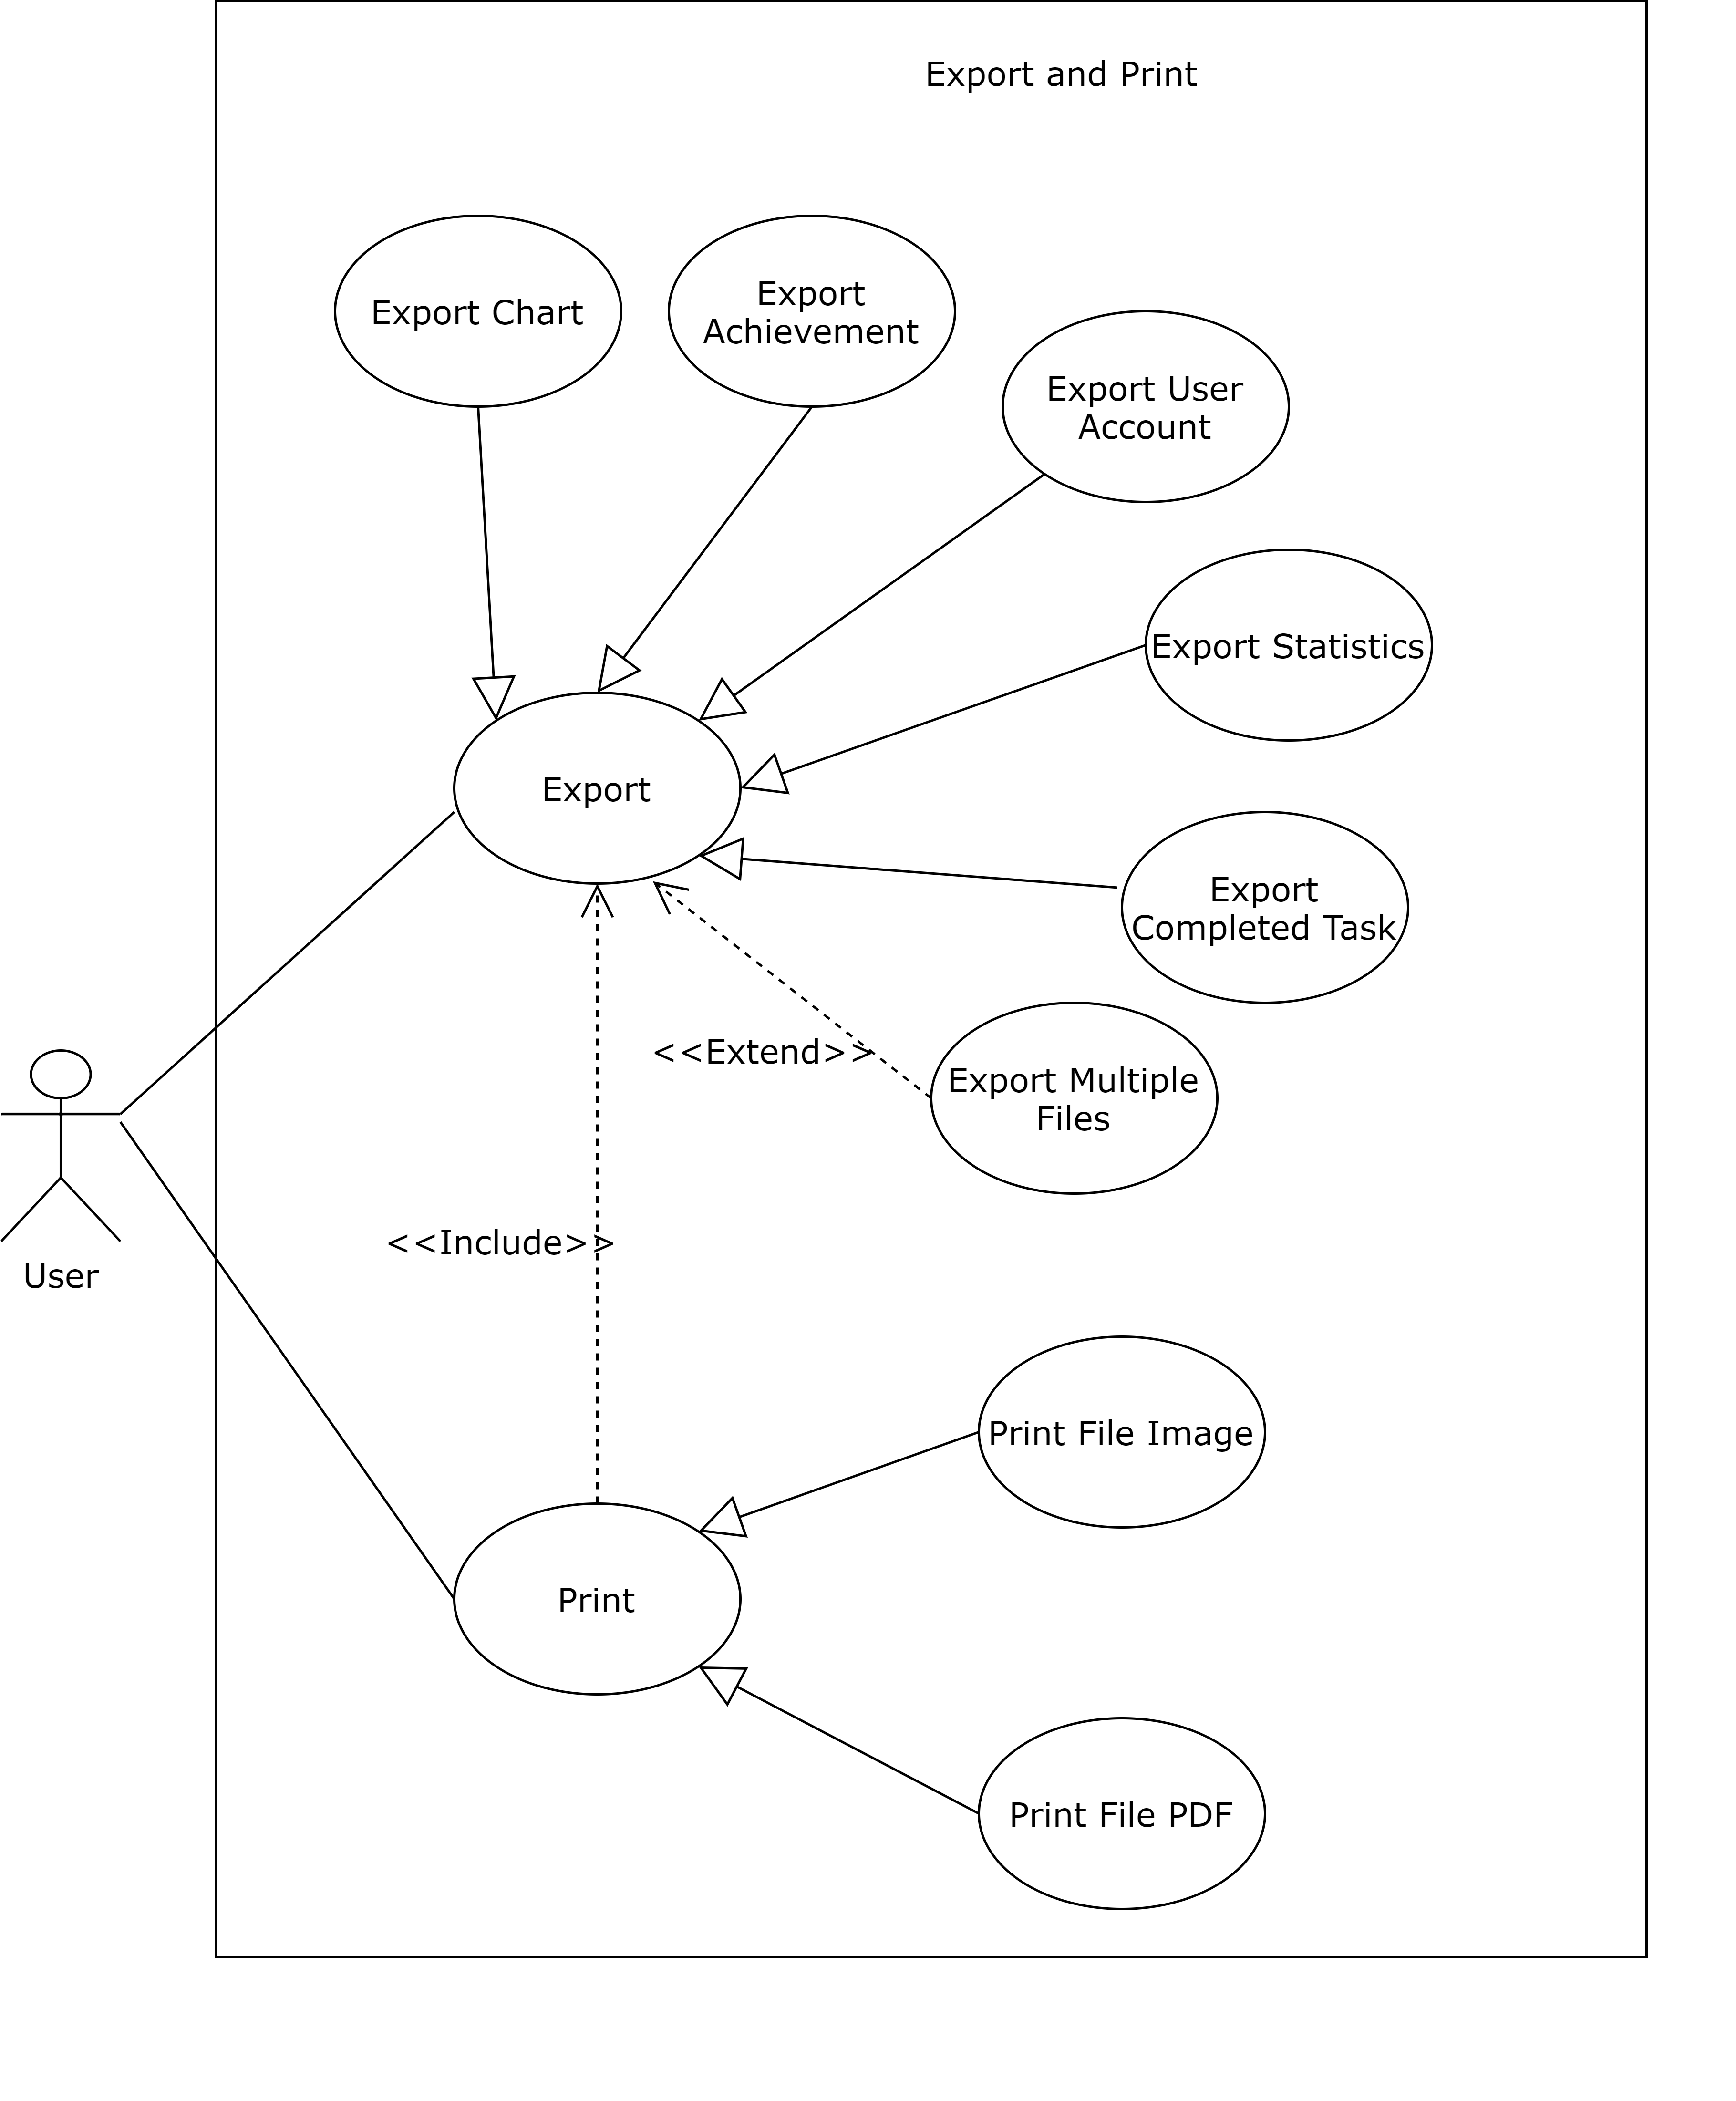 Export and Print
Export Chart
Export
Achievement
Export User
Account
Export Statistics
Export
Export
Completed Task
<<Extend>>
Export Multiple
Files
<<Include>>
User
Print File Image
Print
Print File PDF